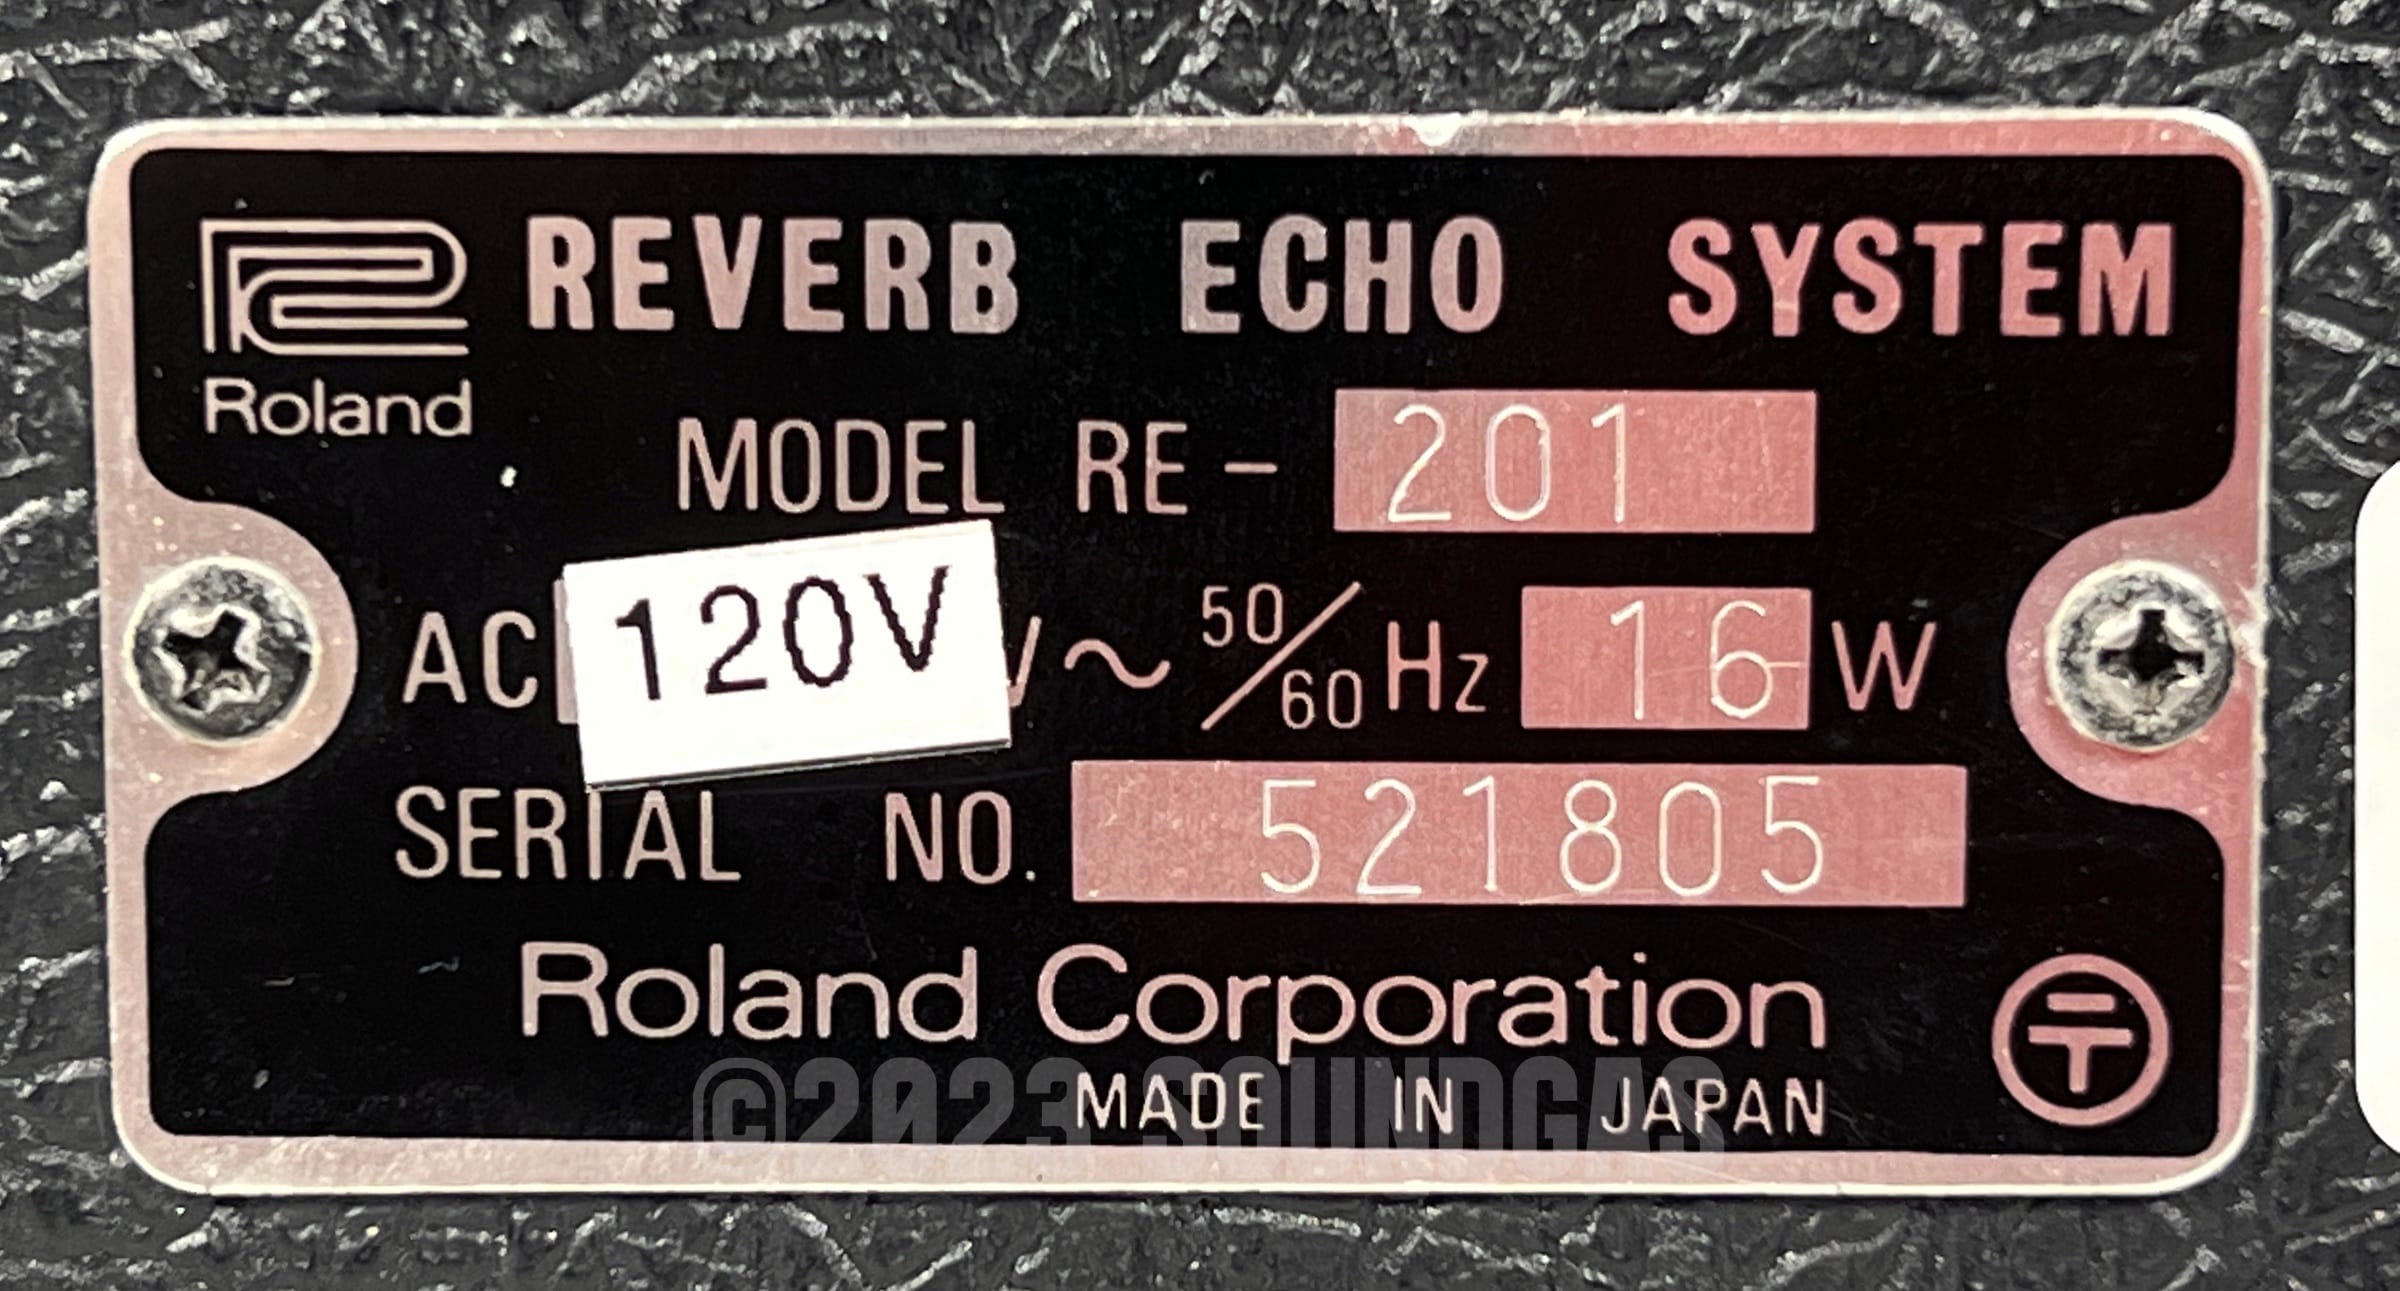 REVERB ECHO SYSTEM
Roland
MODEL RE-201
AC 120V V~ 50/60 Hz 16 W
SERIAL NO. 521805
Roland Corporation
〶
MADE IN JAPAN
©2023 SOUNDGAS